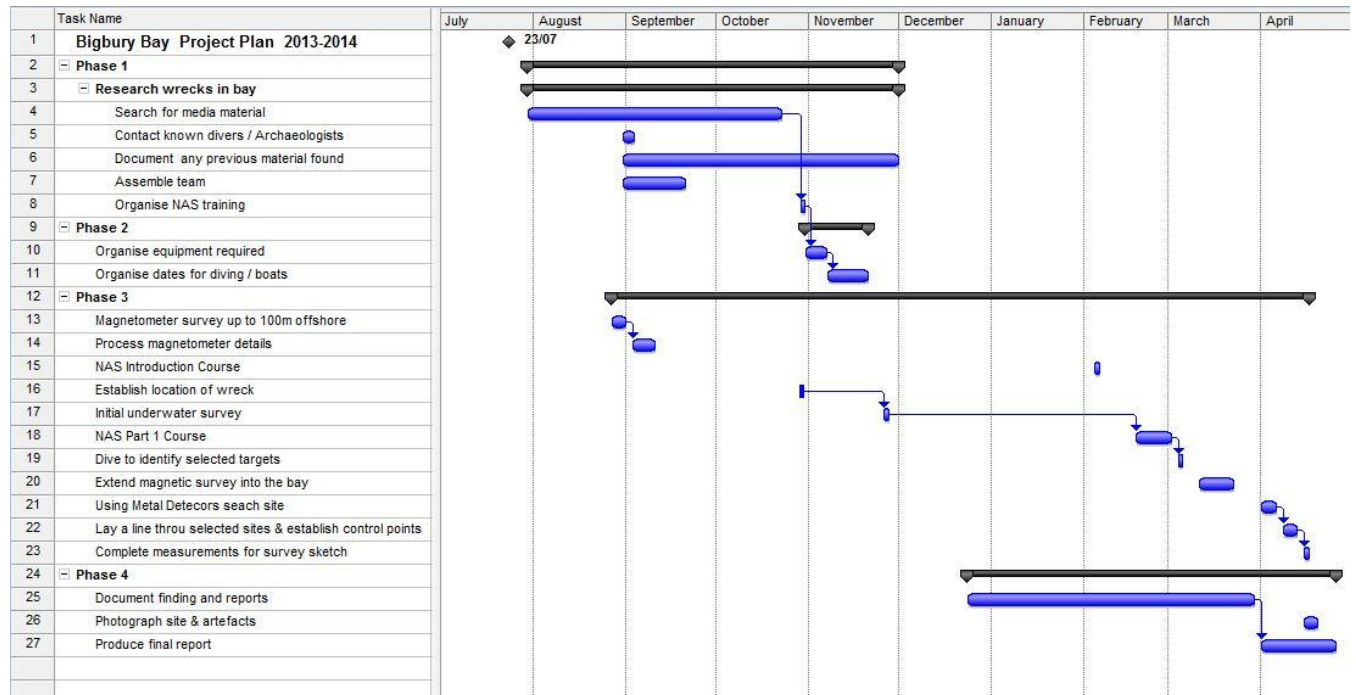 Task Name July August September October November December January February March April
1 Bigbury Bay Project Plan 2013-2014 23/07
2 Phase 1
3 Research wrecks in bay
4 Search for media material
5 Contact known divers / Archaeologists
6 Document any previous material found
7 Assemble team
8 Organise NAS training
9 Phase 2
10 Organise equipment required
11 Organise dates for diving / boats
12 Phase 3
13 Magnetometer survey up to 100m offshore
14 Process magnetometer details
15 NAS Introduction Course
16 Establish location of wreck
17 Initial underwater survey
18 NAS Part 1 Course
19 Dive to identify selected targets
20 Extend magnetic survey into the bay
21 Using Metal Detecors seach site
22 Lay a line throu selected sites & establish control points
23 Complete measurements for survey sketch
24 Phase 4
25 Document finding and reports
26 Photograph site & artefacts
27 Produce final report